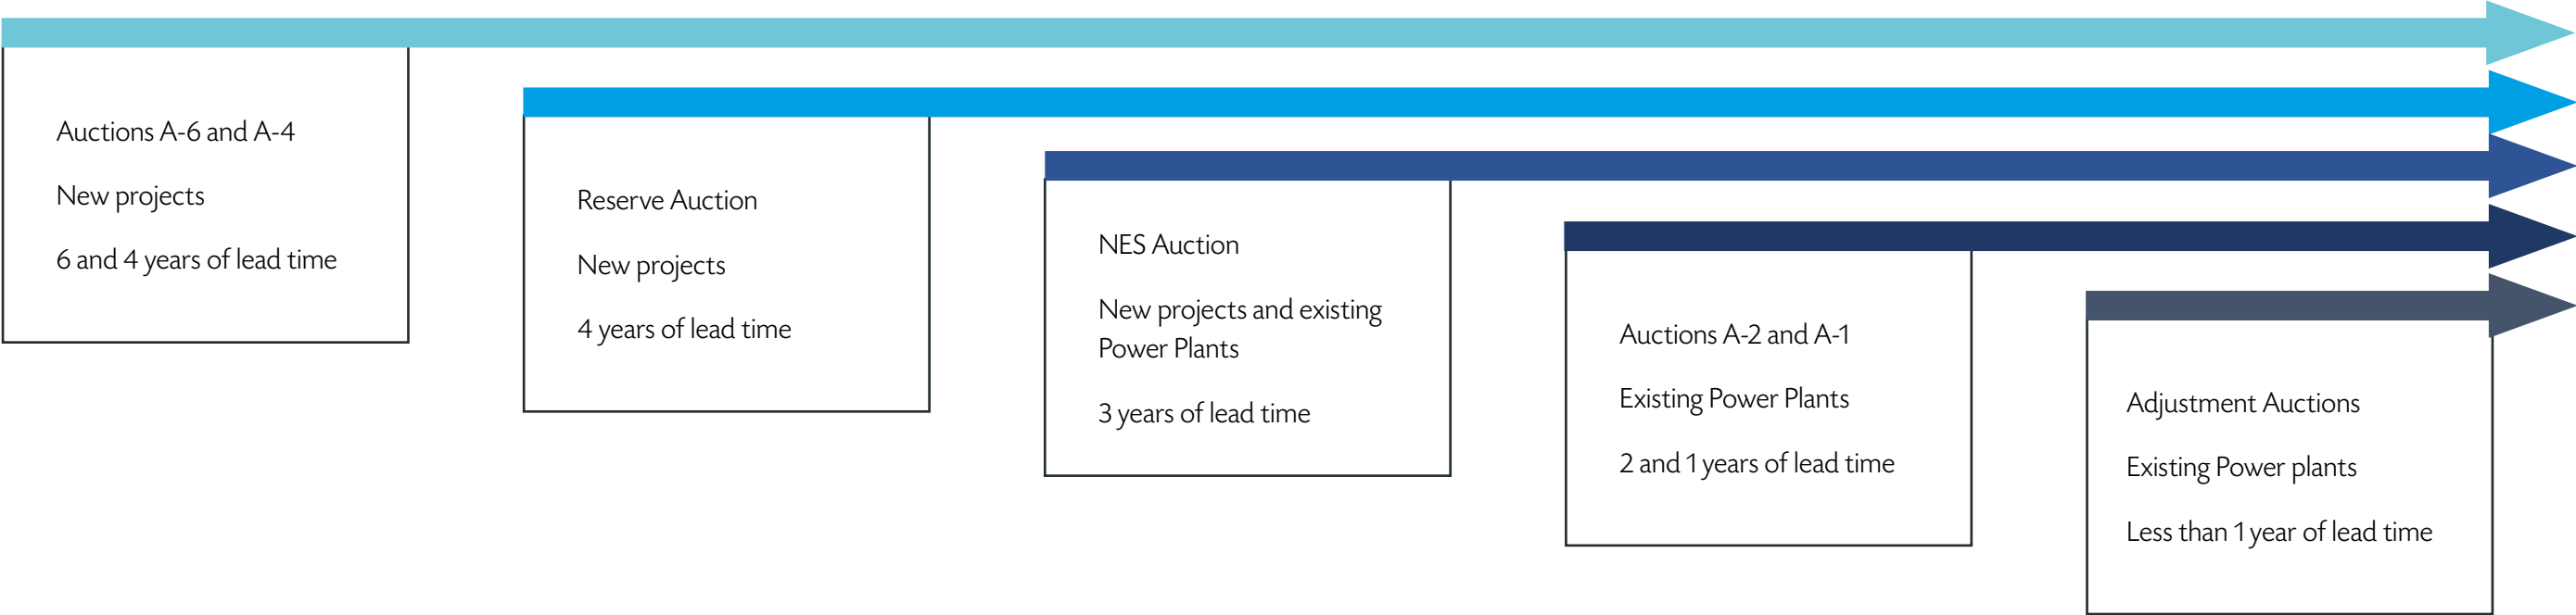 Auctions A-6 and A-4
New projects
6 and 4 years of lead time
Reserve Auction
New projects
4 years of lead time
NES Auction
New projects and existing
Power Plants
3 years of lead time
Auctions A-2 and A-1
Existing Power Plants
2 and 1 years of lead time
Adjustment Auctions
Existing Power plants
Less than 1 year of lead time